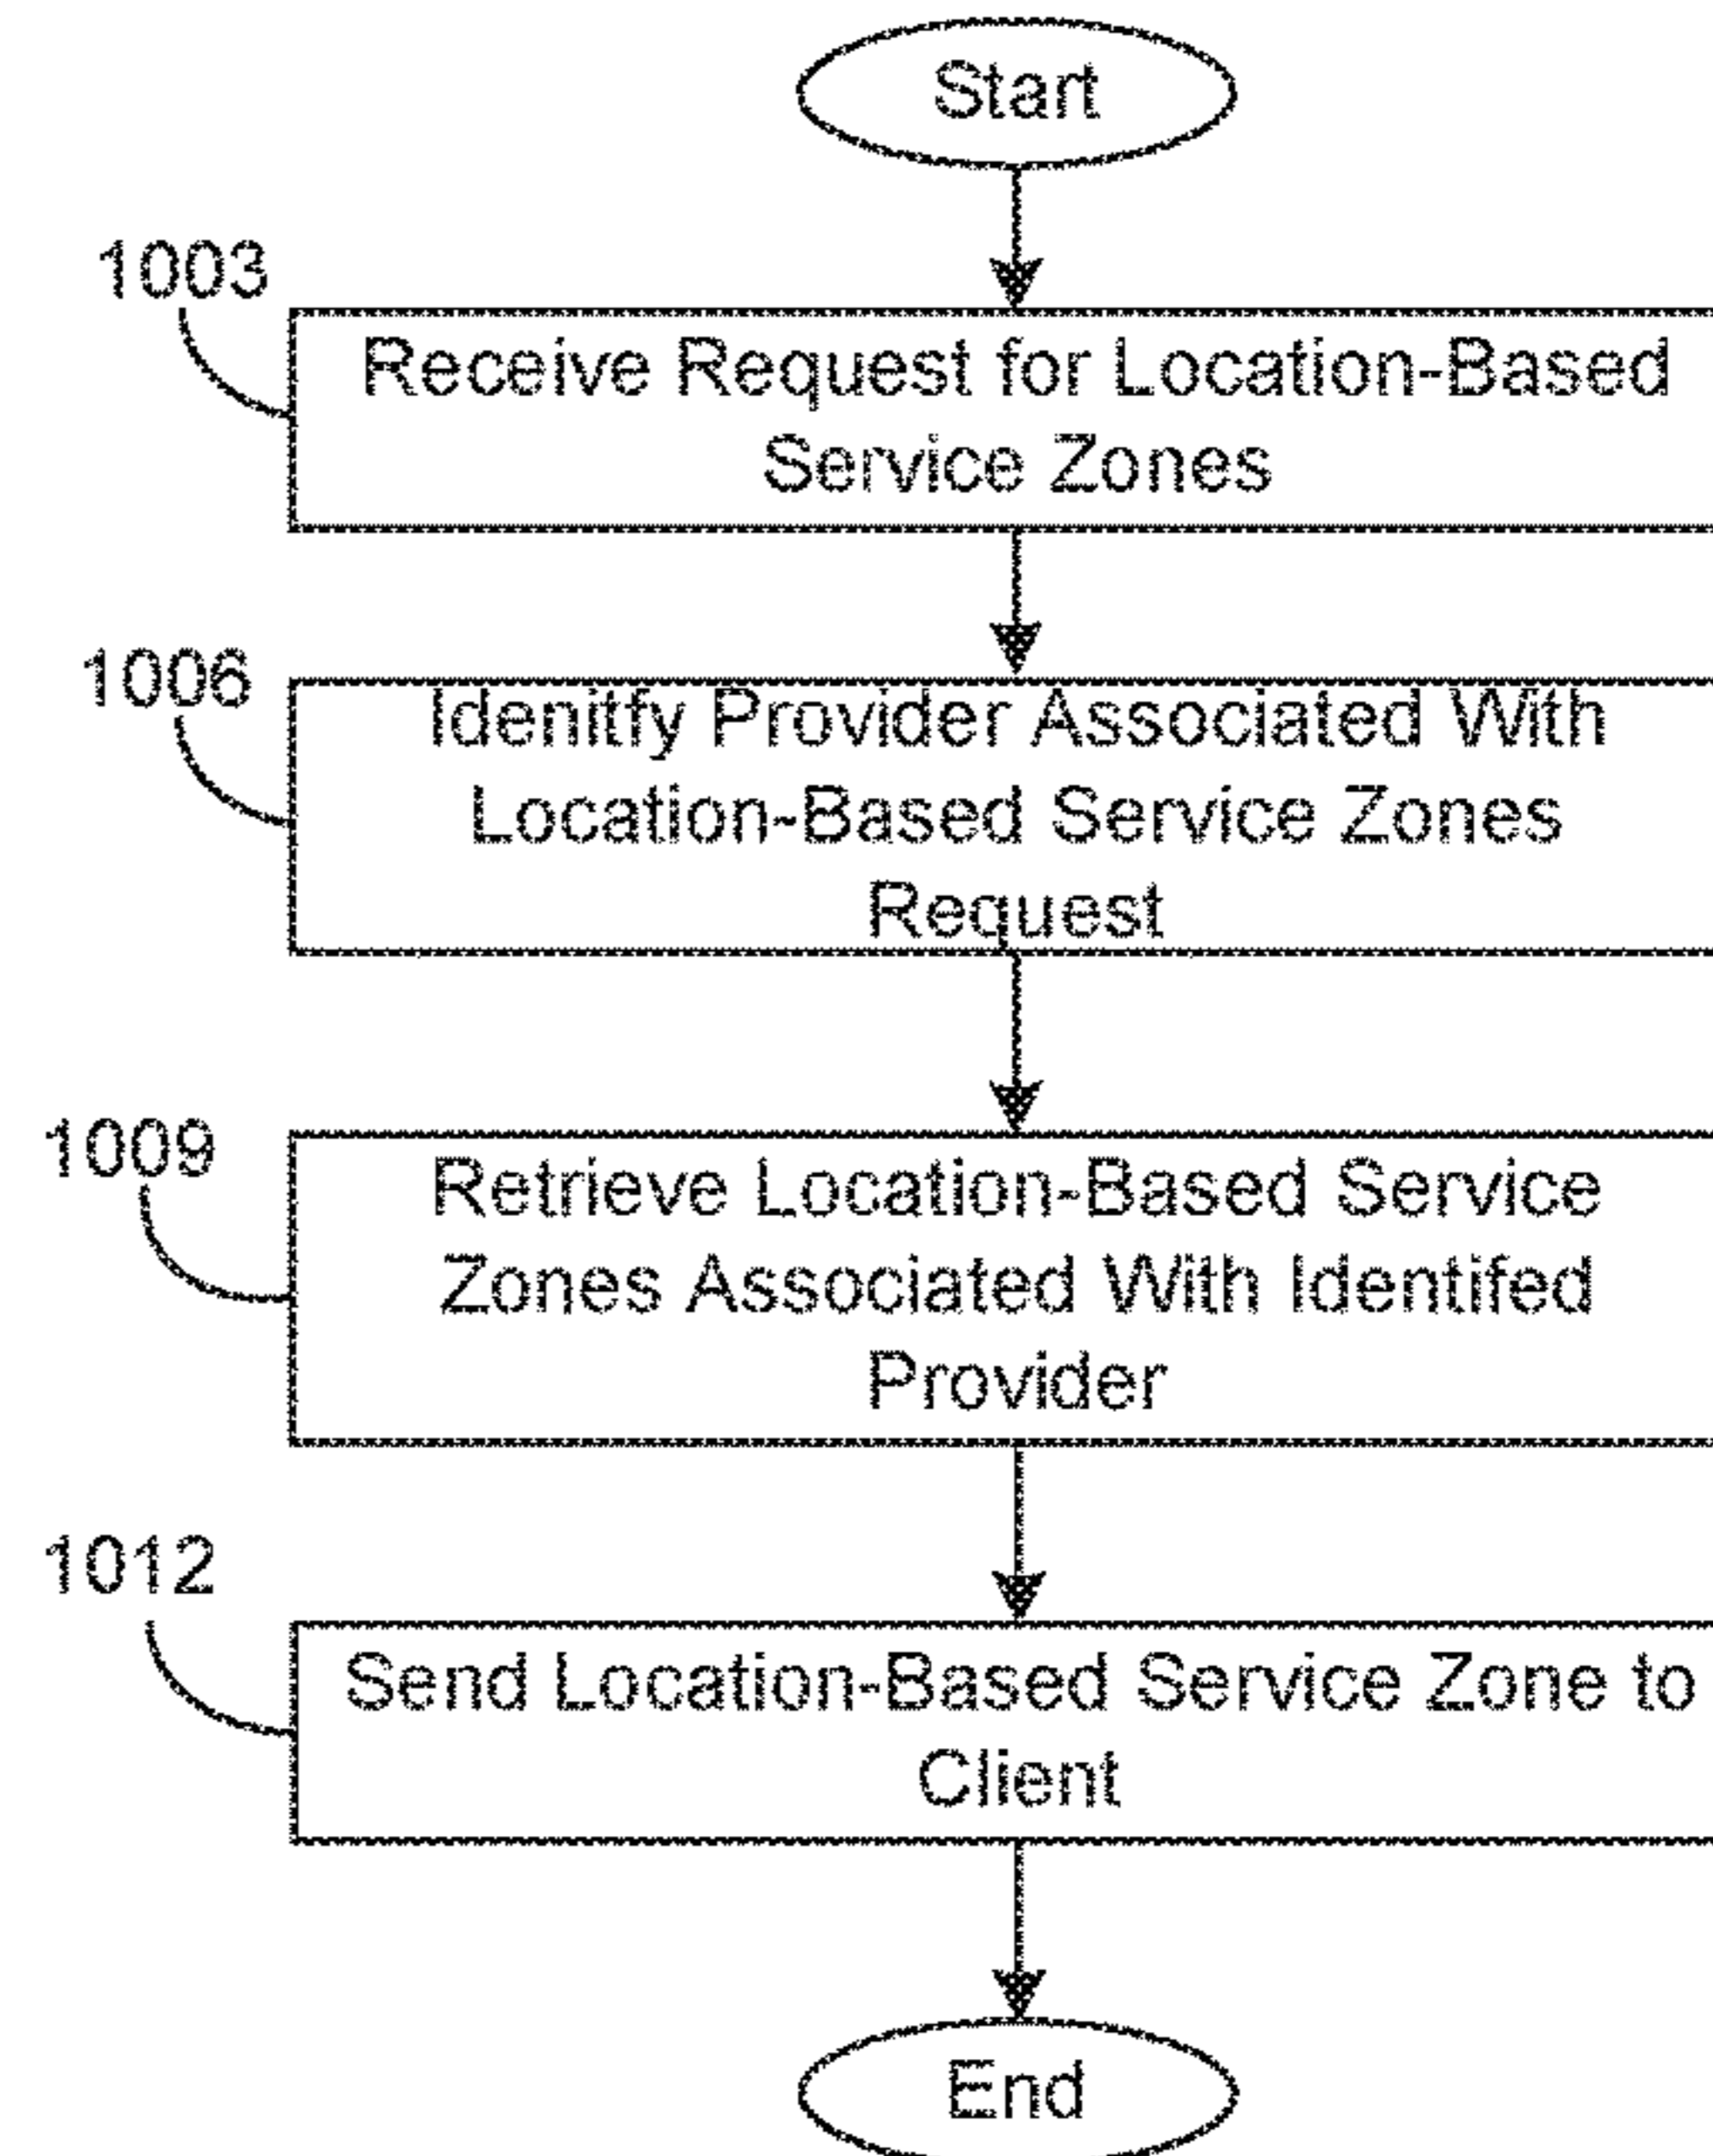 Start
1003
Receive Request for Location-Based
Service Zones
1006
Idenitfy Provider Associated With
Location-Based Service Zones
Request
1009
Retrieve Location-Based Service
Zones Associated With Identifed
Provider
1012
Send Location-Based Service Zone to
Client
End